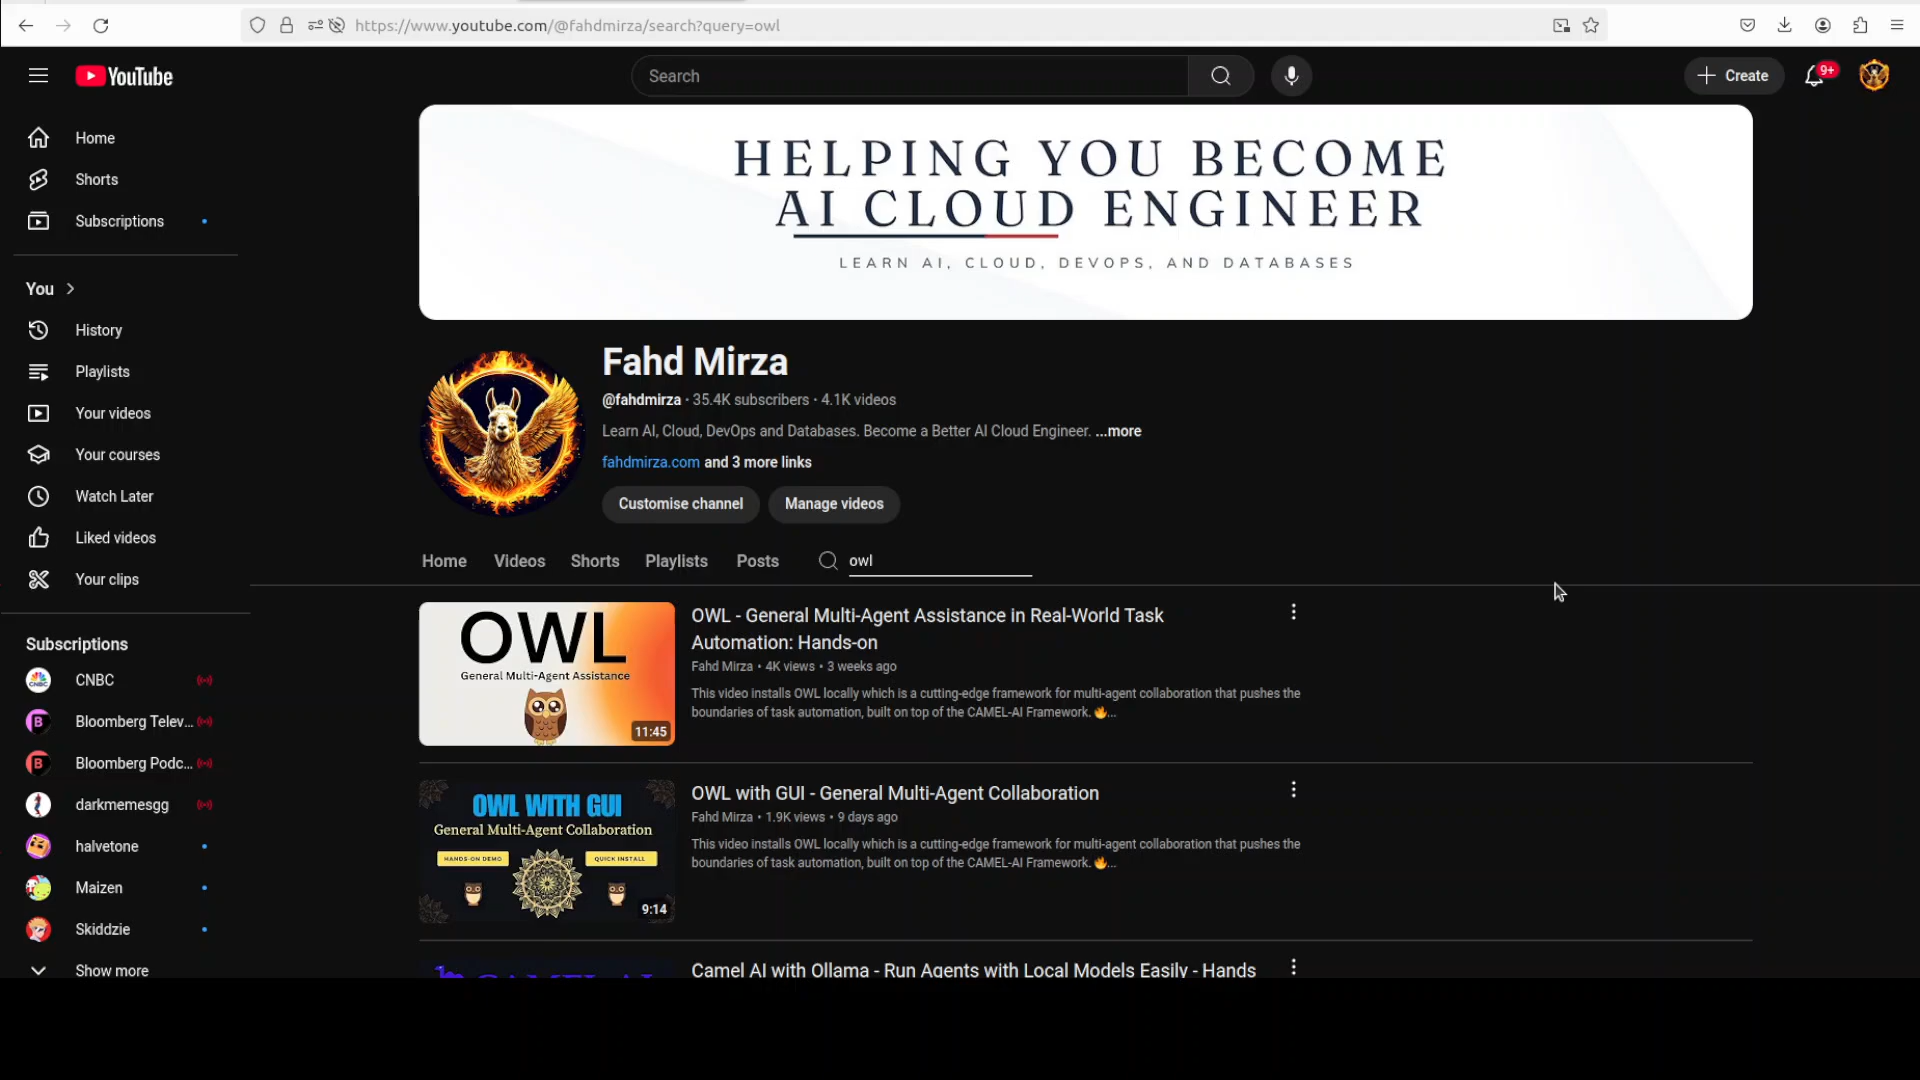 https://www.youtube.com/@fahdmirza/search?query=owl
YouTube
Search
Create
9+
Home
Shorts
Subscriptions
You
History
Playlists
Your videos
Your courses
Watch Later
Liked videos
Your clips
Subscriptions
CNBC
Bloomberg Telev...
Bloomberg Podc...
darkmemesgg
halvetone
Maizen
Skiddzie
Show more
HELPING YOU BECOME
AI CLOUD ENGINEER
LEARN AI, CLOUD, DEVOPS, AND DATABASES
Fahd Mirza
@fahdmirza • 35.4K subscribers • 4.1K videos
Learn AI, Cloud, DevOps and Databases. Become a Better AI Cloud Engineer. ...more
fahdmirza.com and 3 more links
Customise channel
Manage videos
Home Videos Shorts Playlists Posts owl
OWL
General Multi-Agent Assistance
11:45
OWL - General Multi-Agent Assistance in Real-World Task
Automation: Hands-on
Fahd Mirza • 4K views • 3 weeks ago
This video installs OWL locally which is a cutting-edge framework for multi-agent collaboration that pushes the
boundaries of task automation, built on top of the CAMEL-AI Framework. 🔥...
OWL WITH GUI
General Multi-Agent Collaboration
HANDS-ON DEMO
QUICK INSTALL
9:14
OWL with GUI - General Multi-Agent Collaboration
Fahd Mirza • 1.9K views • 9 days ago
This video installs OWL locally which is a cutting-edge framework for multi-agent collaboration that pushes the
boundaries of task automation, built on top of the CAMEL-AI Framework. 🔥...
Camel AI with Ollama - Run Agents with Local Models Easily - Hands